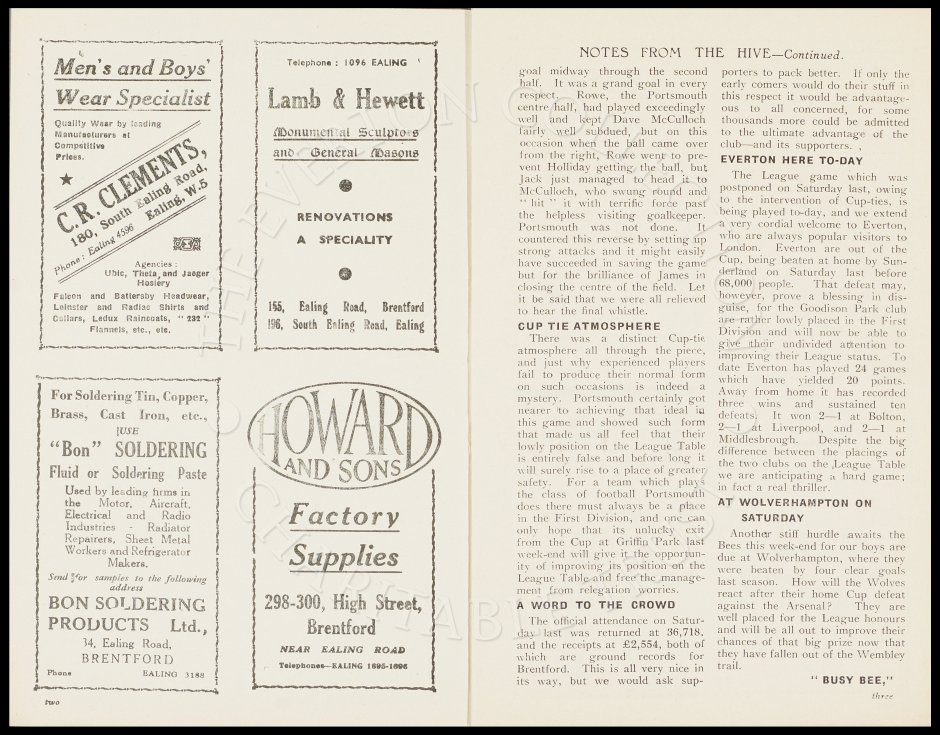 Men's and Boys'
Wear Specialist
Quality Wear by leading
Manufacturers at
Competitive
Prices.
C. R. CLEMENTS,
180, South Ealing Road,
Ealing, W.5
Phone: Ealing 4596
Agencies:
Ubic, Theta, and Jaeger
Hosiery
Falcon and Battersby Headwear,
Leinster and Radiac Shirts and
Collars, Ledux Raincoats, "232"
Flannels, etc., etc.
Telephone: 1096 EALING
Lamb & Hewett
Monumental Sculptors
and General Masons
RENOVATIONS
A SPECIALITY
155, Ealing Road, Brentford
196, South Ealing Road, Ealing
For Soldering Tin, Copper,
Brass, Cast Iron, etc.,
USE
"Bon" SOLDERING
Fluid or Soldering Paste
Used by leading firms in
the Motor, Aircraft,
Electrical and Radio
Industries - Radiator
Repairers, Sheet Metal
Workers and Refrigerator
Makers.
Send for samples to the following
address
BON SOLDERING
PRODUCTS Ltd.,
34, Ealing Road,
BRENTFORD
Phone EALING 3188
HOWARD
AND SONS
Factory
Supplies
298-300, High Street,
Brentford
NEAR EALING ROAD
Telephones—EALING 1695-1696
two
NOTES FROM THE HIVE—Continued.
goal midway through the second
half. It was a grand goal in every
respect. Rowe, the Portsmouth
centre half, had played exceedingly
well and kept Dave McCulloch
fairly well subdued, but on this
occasion when the ball came over
from the right, Rowe went to pre-
vent Holliday getting the ball, but
Jack just managed to head it to
McCulloch, who swung round and
"hit" it with terrific force past
the helpless visiting goalkeeper.
Portsmouth was not done. It
countered this reverse by setting up
strong attacks and it might easily
have succeeded in saving the game
but for the brilliance of James in
closing the centre of the field. Let
it be said that we were all relieved
to hear the final whistle.
CUP TIE ATMOSPHERE
There was a distinct Cup-tie
atmosphere all through the piece,
and just why experienced players
fail to produce their normal form
on such occasions is indeed a
mystery. Portsmouth certainly got
nearer to achieving that ideal in
this game and showed such form
that made us all feel that their
lowly position on the League Table
is entirely false and before long it
will surely rise to a place of greater
safety. For a team which plays
the class of football Portsmouth
does there must always be a place
in the First Division, and one can
only hope that its unlucky exit
from the Cup at Griffin Park last
week-end will give it the opportun-
ity of improving its position on the
League Table and free the manage-
ment from relegation worries.
A WORD TO THE CROWD
The official attendance on Satur-
day last was returned at 36,718,
and the receipts at £2,554, both of
which are ground records for
Brentford. This is all very nice in
its way, but we would ask sup-
porters to pack better. If only the
early comers would do their stuff in
this respect it would be advantage-
ous to all concerned, for some
thousands more could be admitted
to the ultimate advantage of the
club—and its supporters.
EVERTON HERE TO-DAY
The League game which was
postponed on Saturday last, owing
to the intervention of Cup-ties, is
being played to-day, and we extend
a very cordial welcome to Everton,
who are always popular visitors to
London. Everton are out of the
Cup, being beaten at home by Sun-
derland on Saturday last before
68,000 people. That defeat may,
however, prove a blessing in dis-
guise, for the Goodison Park club
are rather lowly placed in the First
Division and will now be able to
give their undivided attention to
improving their League status. To
date Everton has played 24 games
which have yielded 20 points.
Away from home it has recorded
three wins and sustained ten
defeats. It won 2—1 at Bolton,
2—1 at Liverpool, and 2—1 at
Middlesbrough. Despite the big
difference between the placings of
the two clubs on the League Table
we are anticipating a hard game;
in fact a real thriller.
AT WOLVERHAMPTON ON
SATURDAY
Another stiff hurdle awaits the
Bees this week-end for our boys are
at Wolverhampton, where they
were beaten by four clear goals
last season. How will the Wolves
react after their home Cup defeat
against the Arsenal? They are
well placed for the League honours
and will be all out to improve their
chances of that big prize now that
they have fallen out of the Wembley
trail.
"BUSY BEE,"
three